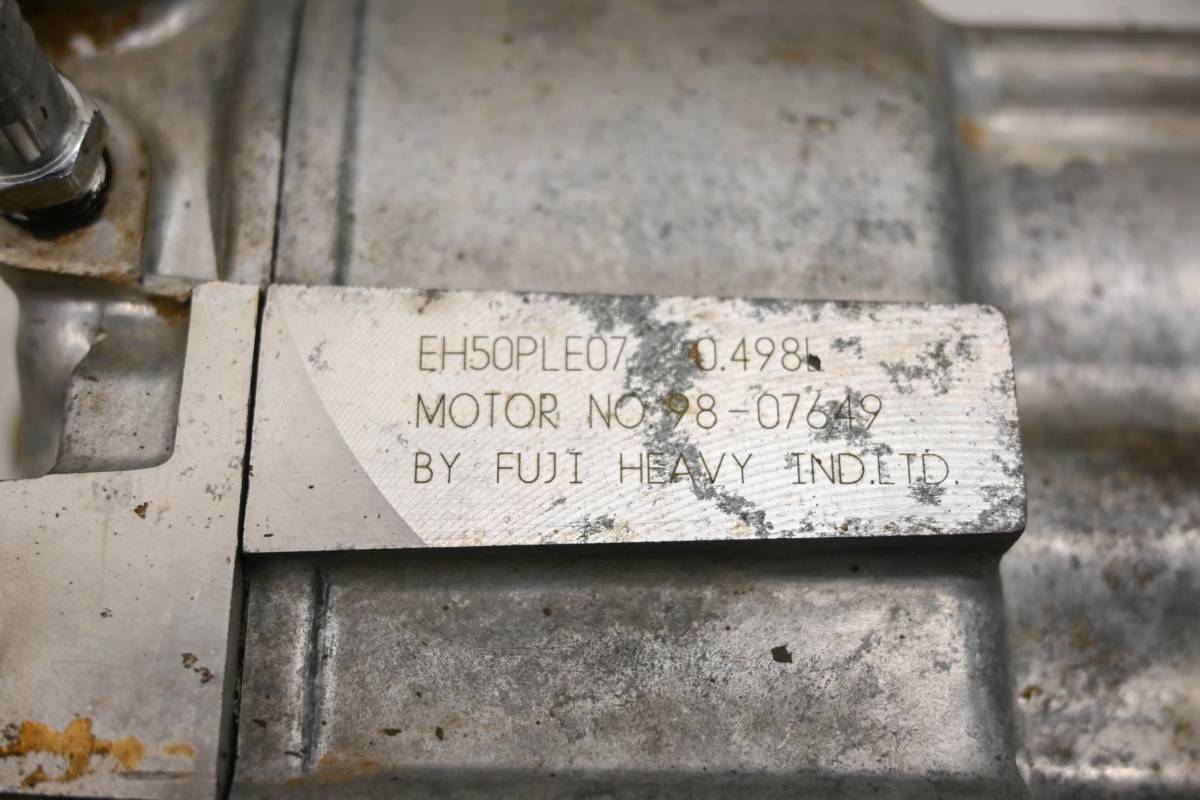 EH50PLE07 0.498L
MOTOR NO.98-07649
BY FUJI HEAVY IND.LTD.